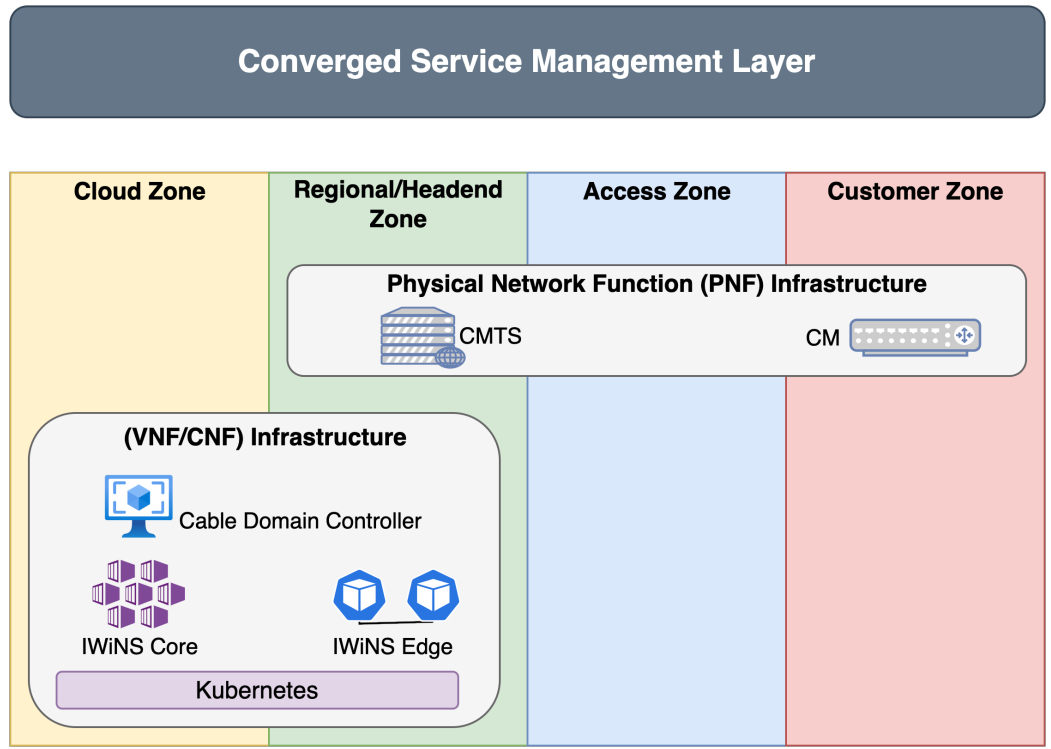 Converged Service Management Layer
Cloud Zone
Regional/Headend
Zone
Access Zone
Customer Zone
Physical Network Function (PNF) Infrastructure
CMTS
CM
(VNF/CNF) Infrastructure
Cable Domain Controller
IWiNS Core
IWiNS Edge
Kubernetes